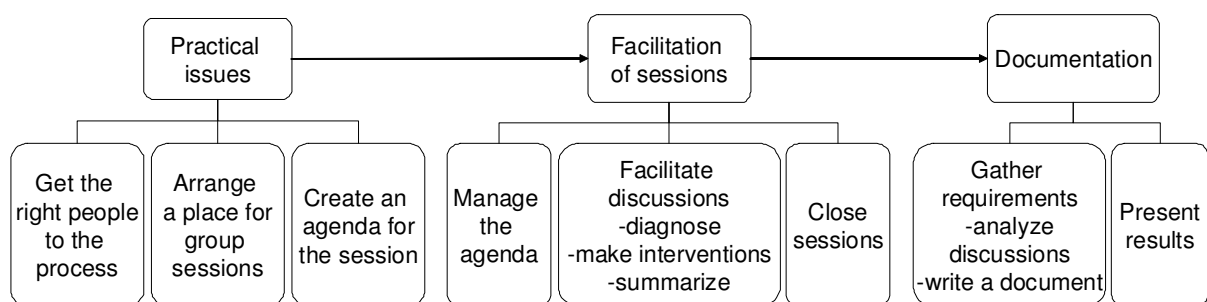 Practical
issues
Facilitation
of sessions
Documentation
Get the
right people
to the
process
Arrange
a place for
group
sessions
Create an
agenda for
the session
Manage
the
agenda
Facilitate
discussions
-diagnose
-make interventions
-summarize
Close
sessions
Gather
requirements
-analyze
discussions
-write a document
Present
results